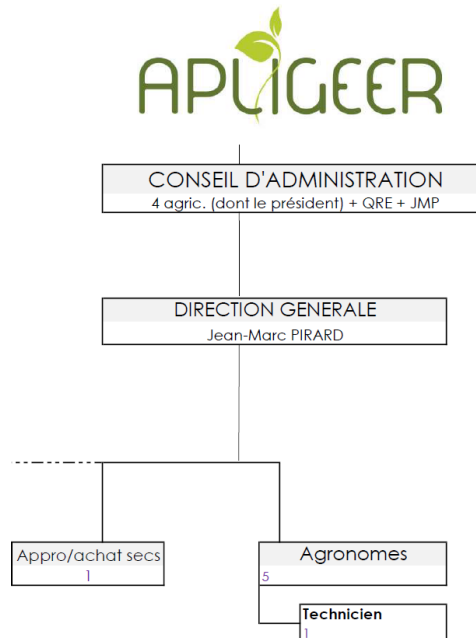 APLIGEER
CONSEIL D'ADMINISTRATION
4 agric. (dont le président) + QRE + JMP
DIRECTION GENERALE
Jean-Marc PIRARD
Appro/achat secs
1
Agronomes
5
Technicien
1